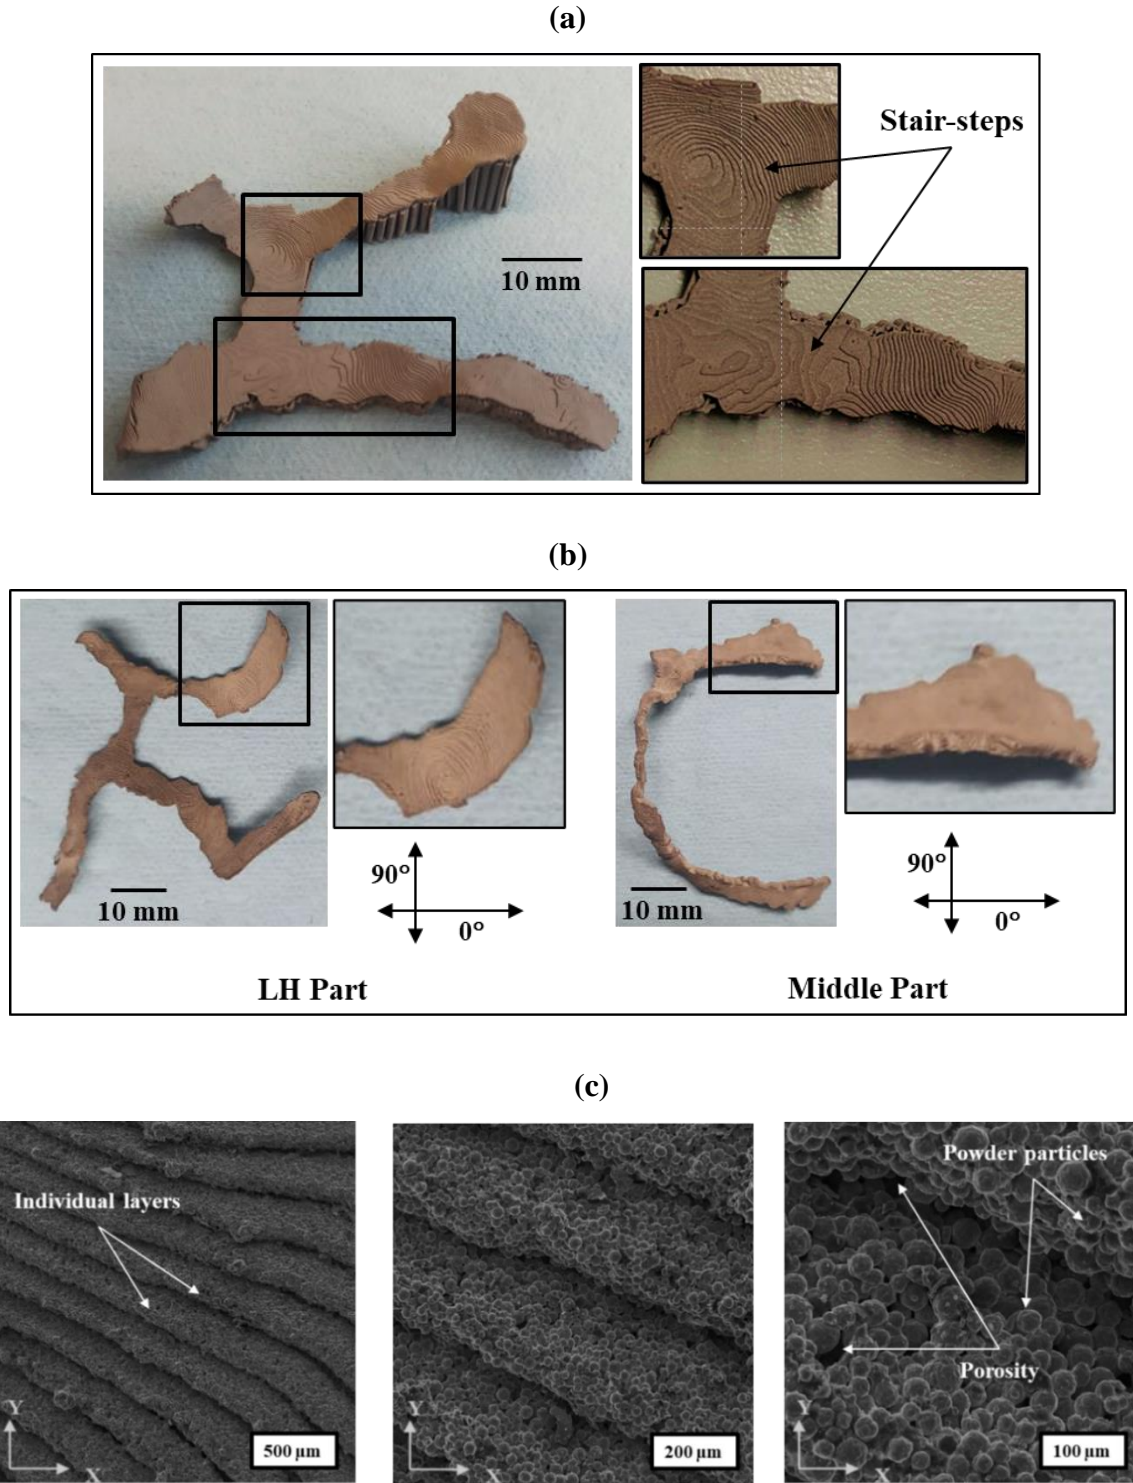 (a)
Stair-steps
10 mm
(b)
90°
0°
10 mm
90°
0°
10 mm
LH Part
Middle Part
(c)
Individual layers
Y
X
500 µm
Y
X
200 µm
Powder particles
Porosity
Y
X
100 µm